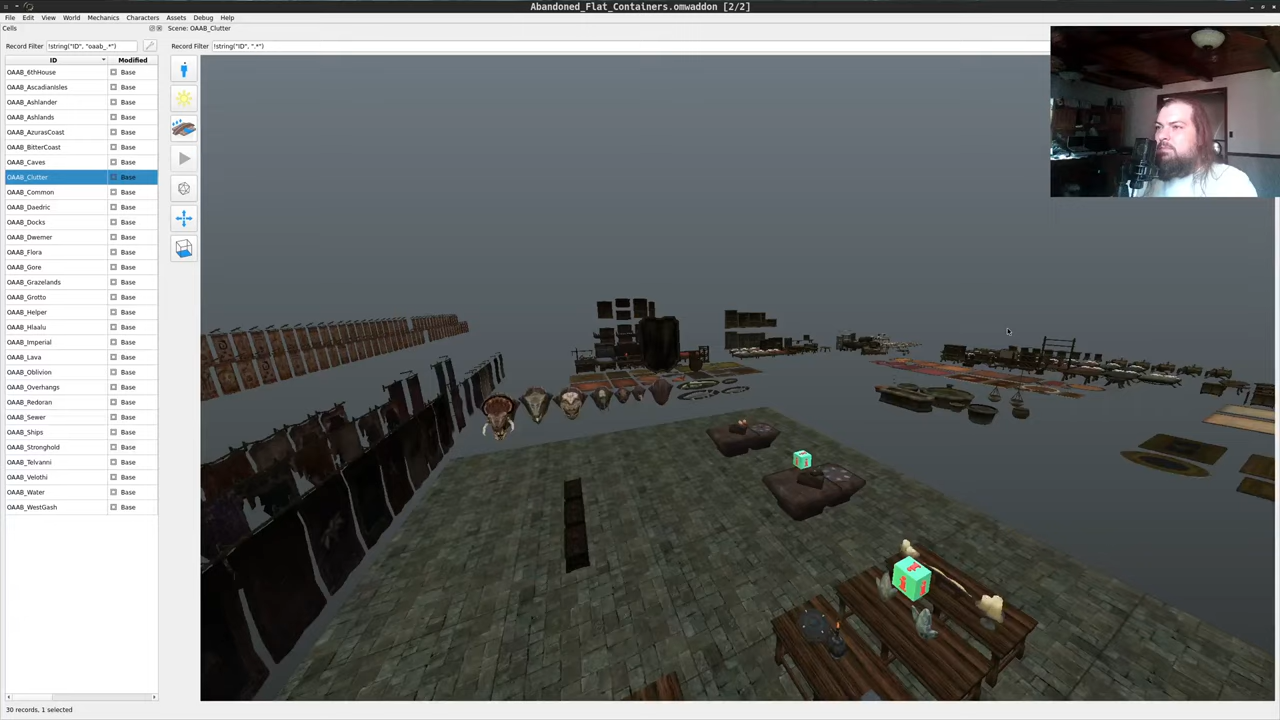 Abandoned_Flat_Containers.omwaddon [2/2]
File Edit View World Mechanics Characters Assets Debug Help
Cells
Scene: OAAB_Clutter
Record Filter !string("ID", "oaab_.*")
Record Filter !string("ID", ".*")
ID Modified
OAAB_6thHouse Base
OAAB_AscadianIsles Base
OAAB_Ashlander Base
OAAB_Ashlands Base
OAAB_AzurasCoast Base
OAAB_BitterCoast Base
OAAB_Caves Base
OAAB_Clutter Base
OAAB_Common Base
OAAB_Daedric Base
OAAB_Docks Base
OAAB_Dwemer Base
OAAB_Flora Base
OAAB_Gore Base
OAAB_Grazelands Base
OAAB_Grotto Base
OAAB_Helper Base
OAAB_Hlaalu Base
OAAB_Imperial Base
OAAB_Lava Base
OAAB_Oblivion Base
OAAB_Overhangs Base
OAAB_Redoran Base
OAAB_Sewer Base
OAAB_Ships Base
OAAB_Stronghold Base
OAAB_Telvanni Base
OAAB_Velothi Base
OAAB_Water Base
OAAB_WestGash Base
30 records, 1 selected